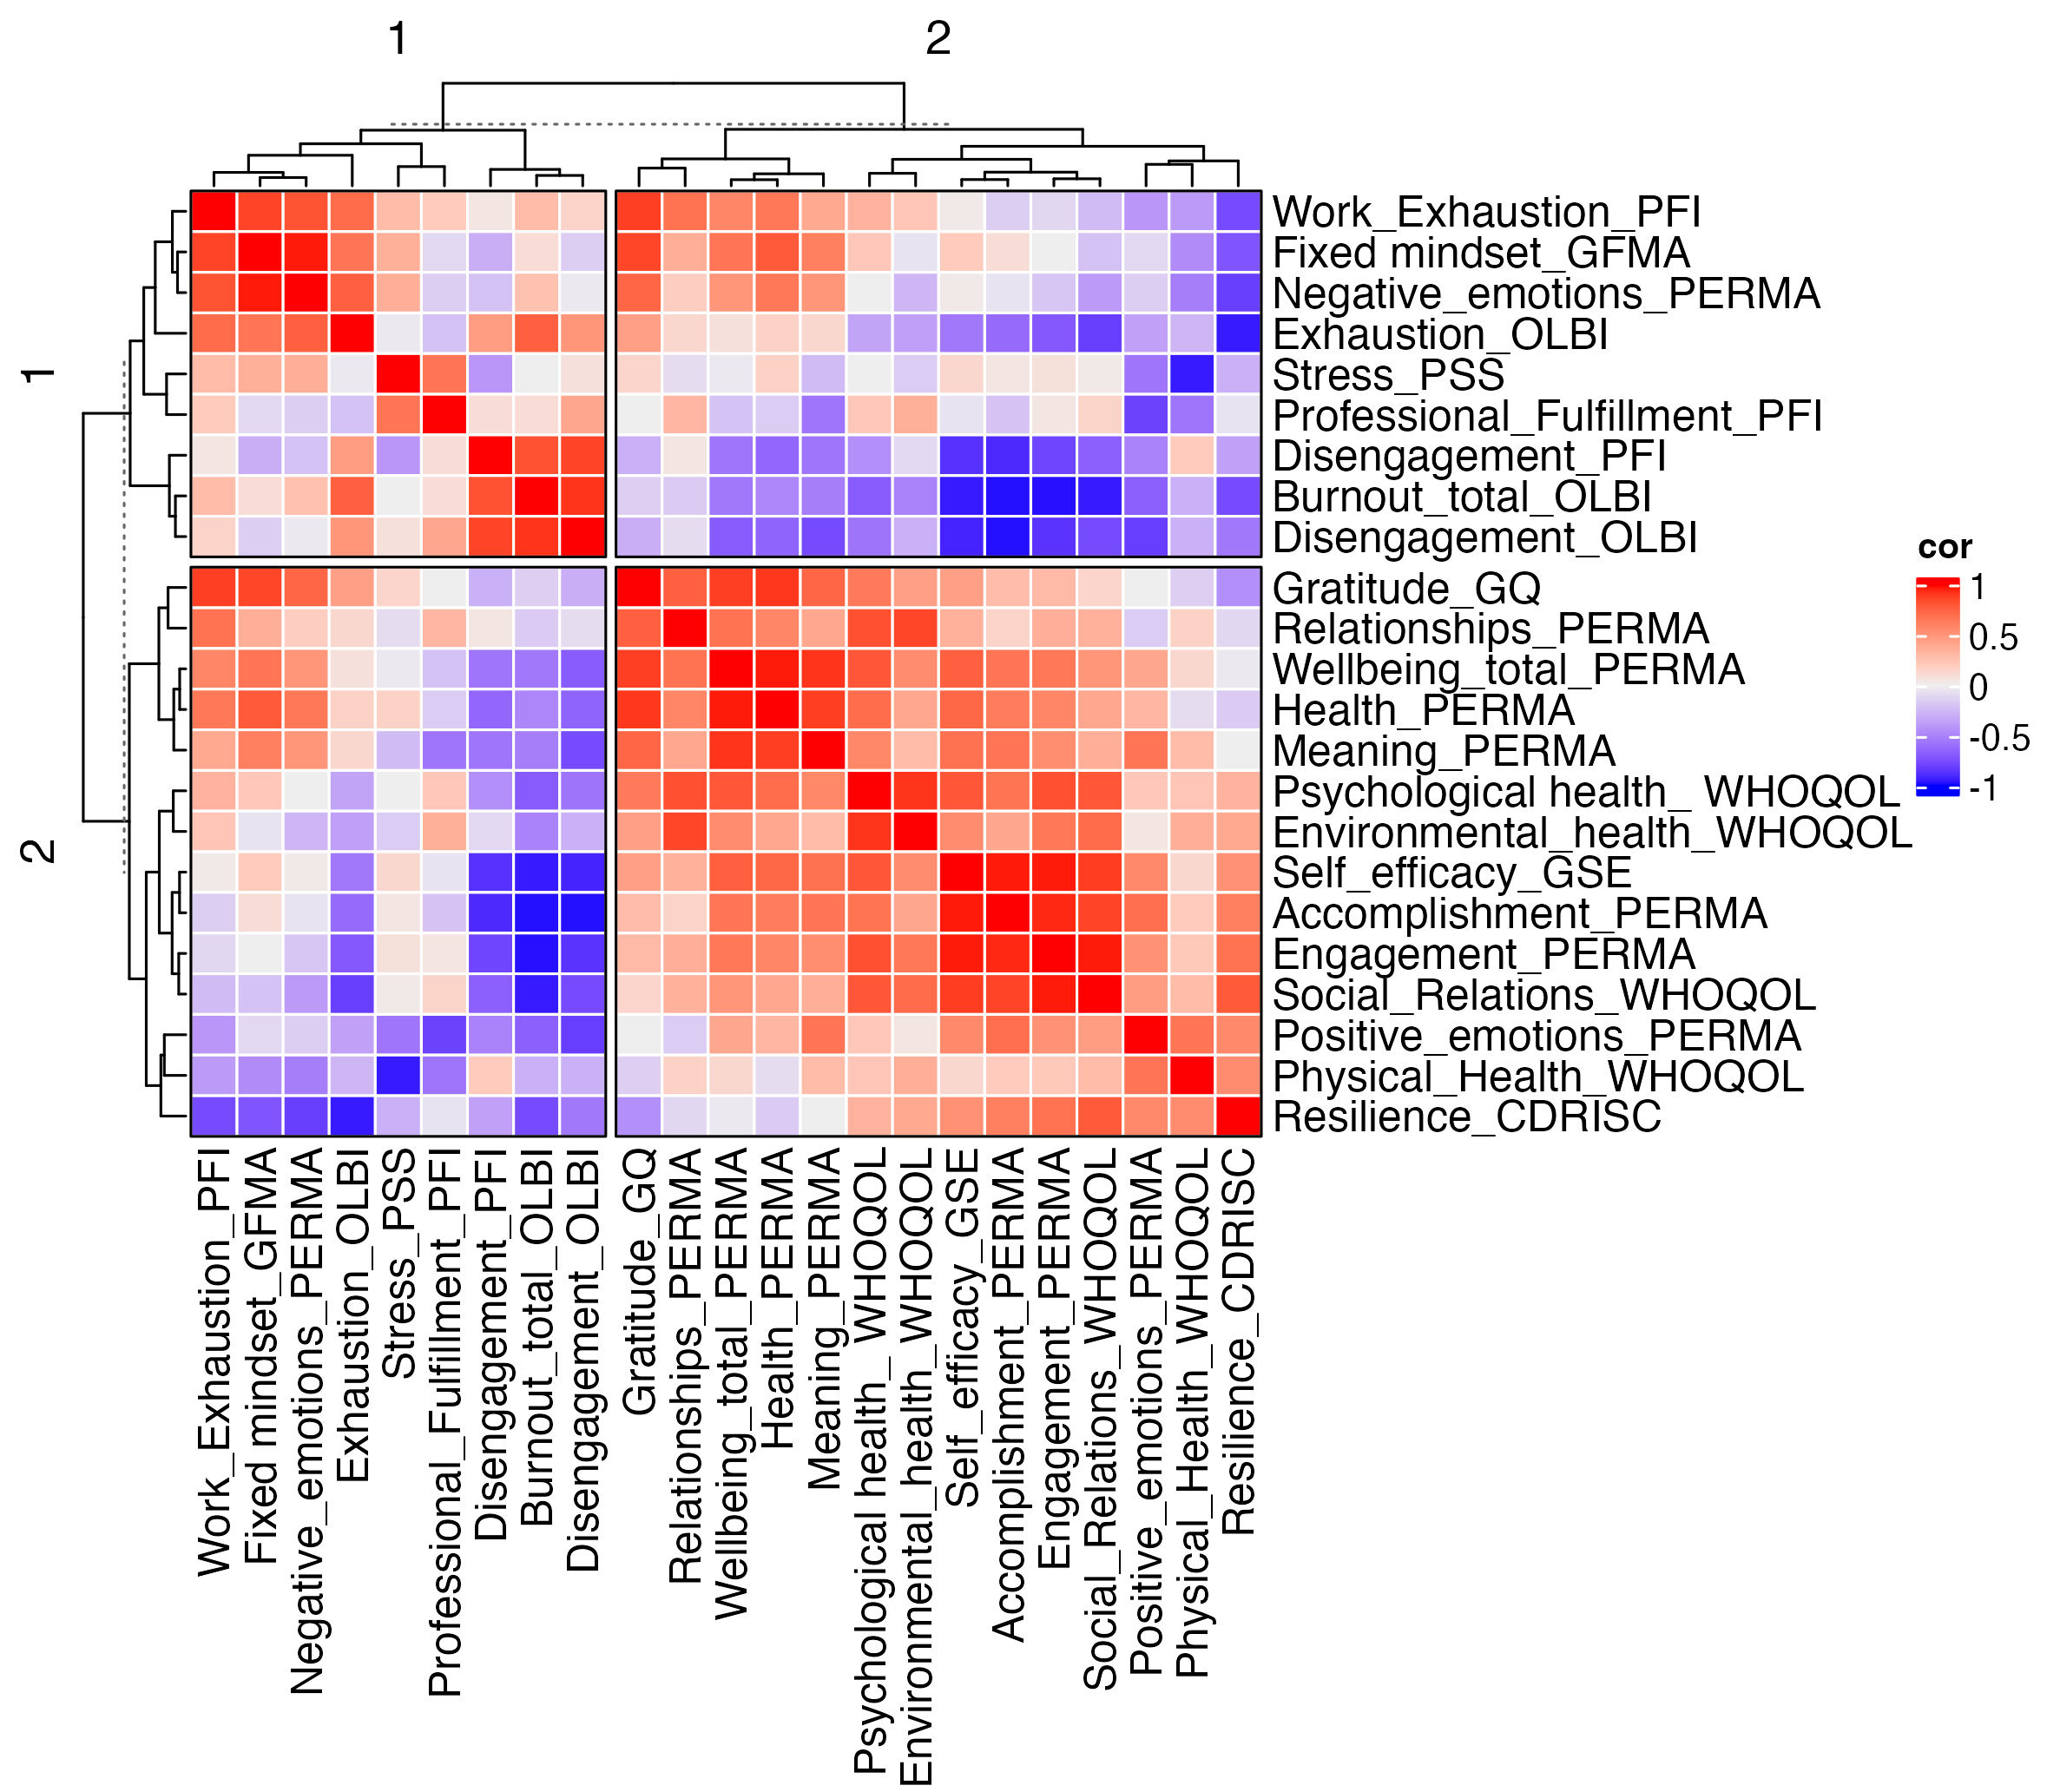 1
2
1
2
Work_Exhaustion_PFI
Fixed mindset_GFMA
Negative_emotions_PERMA
Exhaustion_OLBI
Stress_PSS
Professional_Fulfillment_PFI
Disengagement_PFI
Burnout_total_OLBI
Disengagement_OLBI
Gratitude_GQ
Relationships_PERMA
Wellbeing_total_PERMA
Health_PERMA
Meaning_PERMA
Psychological health_ WHOQOL
Environmental_health_WHOQOL
Self_efficacy_GSE
Accomplishment_PERMA
Engagement_PERMA
Social_Relations_WHOQOL
Positive_emotions_PERMA
Physical_Health_WHOQOL
Resilience_CDRISC
cor
1
0.5
0
-0.5
-1
Work_Exhaustion_PFI
Fixed mindset_GFMA
Negative_emotions_PERMA
Exhaustion_OLBI
Stress_PSS
Professional_Fulfillment_PFI
Disengagement_PFI
Burnout_total_OLBI
Disengagement_OLBI
Gratitude_GQ
Relationships_PERMA
Wellbeing_total_PERMA
Health_PERMA
Meaning_PERMA
Psychological health_ WHOQOL
Environmental_health_WHOQOL
Self_efficacy_GSE
Accomplishment_PERMA
Engagement_PERMA
Social_Relations_WHOQOL
Positive_emotions_PERMA
Physical_Health_WHOQOL
Resilience_CDRISC